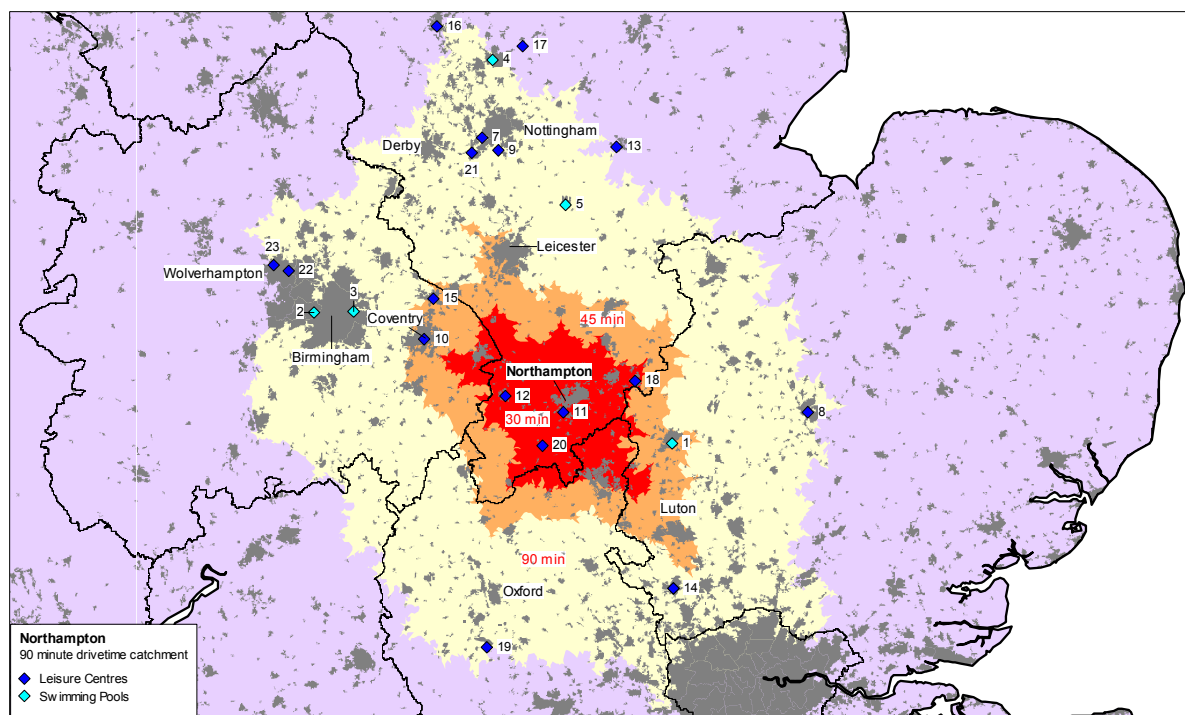 16
17
4
7
Nottingham
Derby
9
13
21
5
Leicester
23
Wolverhampton
22
3
15
2
Coventry
45 min
10
Birmingham
Northampton
18
12
30 min
11
8
20
1
Luton
90 min
Oxford
14
19
Northampton
90 minute drivetime catchment
Leisure Centres
Swimming Pools